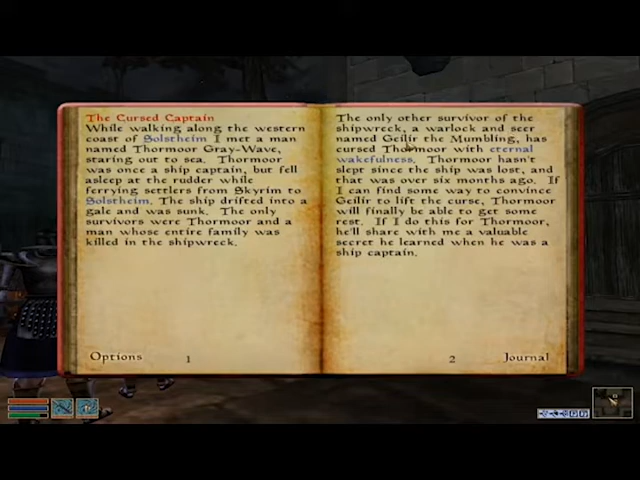 The Cursed Captain
While walking along the western
coast of Solstheim I met a man
named Thormoor Gray-Wave,
staring out to sea. Thormoor
was once a ship captain, but fell
asleep at the rudder while
ferrying settlers from Skyrim to
Solstheim. The ship drifted into a
gale and was sunk. The only
survivors were Thormoor and a
man whose entire family was
killed in the shipwreck.
Options
1
The only other survivor of the
shipwreck, a warlock and seer
named Geilir the Mumbling, has
cursed Thormoor with eternal
wakefulness. Thormoor hasn't
slept since the ship was lost, and
that was over six months ago. If
I can find some way to convince
Geilir to lift the curse, Thormoor
will finally be able to get some
rest. If I do this for Thormoor,
he'll share with me a valuable
secret he learned when he was a
ship captain.
2
Journal